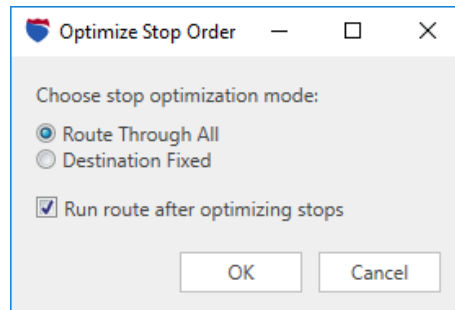 Optimize Stop Order
Choose stop optimization mode:
Route Through All
Destination Fixed
Run route after optimizing stops
OK Cancel